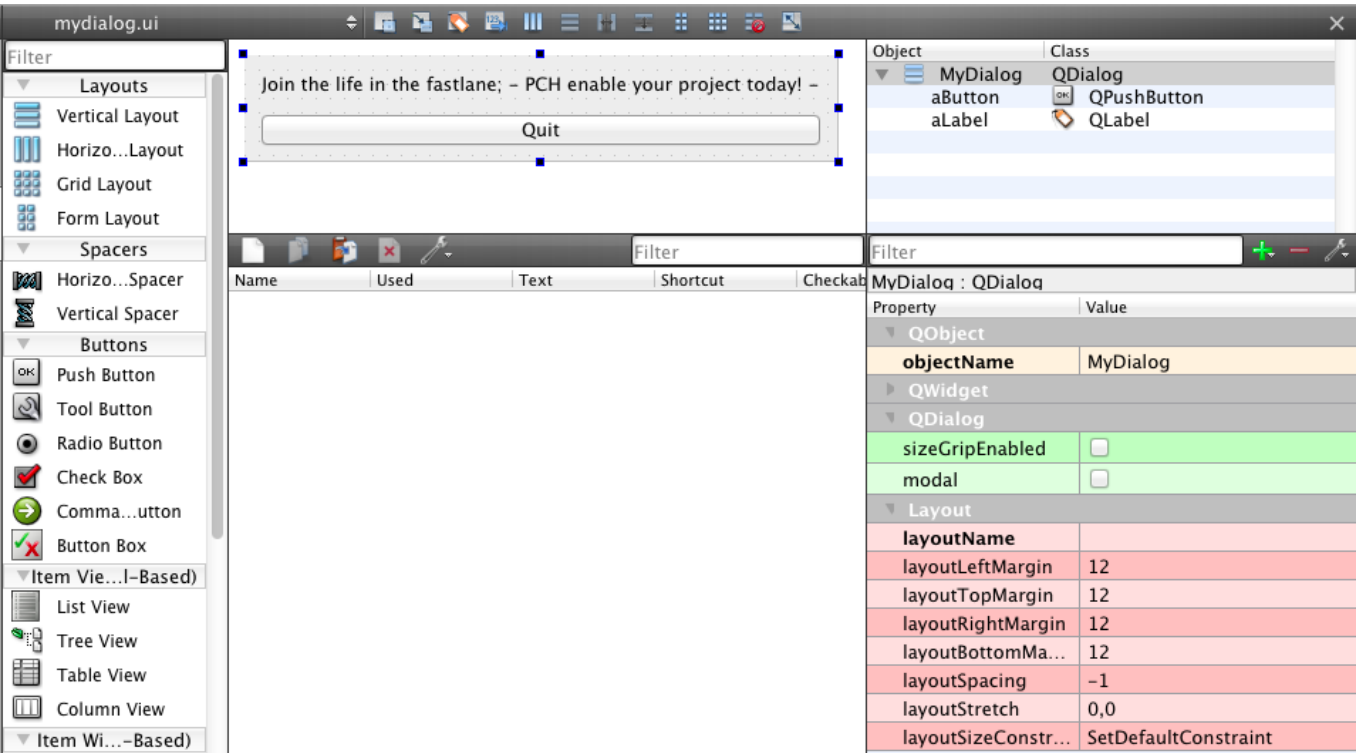 mydialog.ui
Filter
Layouts
Vertical Layout
Horizo...Layout
Grid Layout
Form Layout
Spacers
Horizo...Spacer
Vertical Spacer
Buttons
OK Push Button
Tool Button
Radio Button
Check Box
Comma...utton
Button Box
Item Vie...l-Based)
List View
Tree View
Table View
Column View
Item Wi...-Based)
Join the life in the fastlane; – PCH enable your project today! –
Quit
Filter
Name Used Text Shortcut Checkab
Object Class
MyDialog QDialog
aButton OK QPushButton
aLabel QLabel
Filter
MyDialog : QDialog
Property Value
QObject
objectName MyDialog
QWidget
QDialog
sizeGripEnabled
modal
Layout
layoutName
layoutLeftMargin 12
layoutTopMargin 12
layoutRightMargin 12
layoutBottomMa... 12
layoutSpacing -1
layoutStretch 0,0
layoutSizeConstr... SetDefaultConstraint